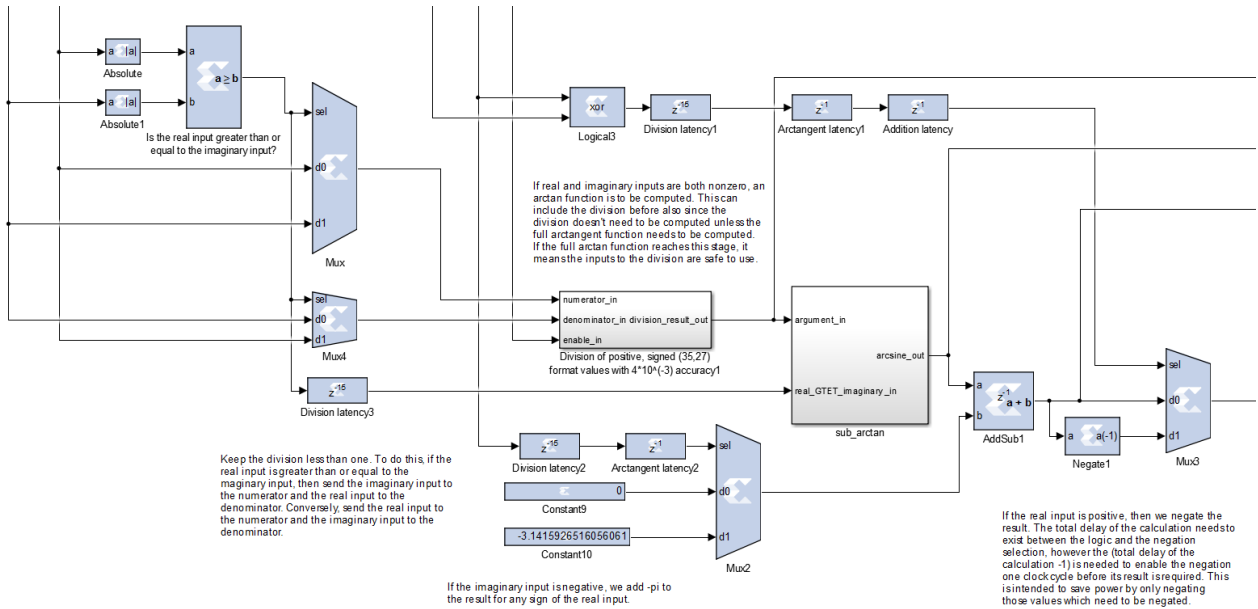 a |a|
Absolute
a |a|
Absolute1
a
a ≥ b
b
Is the real input greater than or
equal to the imaginary input?
sel
d0
d1
Mux
xor
Logical3
z-15
Division latency1
z-1
Arctangent latency1
z-1
Addition latency
If real and imaginary inputs are both nonzero, an
arctan function is to be computed. This can
include the division before also since the
division doesn't need to be computed unless the
full arctangent function needs to be computed.
If the full arctan function reaches this stage, it
means the inputs to the division are safe to use.
sel
d0
d1
Mux4
numerator_in
denominator_in division_result_out
enable_in
Division of positive, signed (35,27)
format values with 4*10^(-3) accuracy1
argument_in
arcsine_out
real_GTET_imaginary_in
sub_arctan
z-15
Division latency3
a
z-1 a + b
b
AddSub1
a a(-1)
Negate1
sel
d0
d1
Mux3
Keep the division less than one. To do this, if the
real input is greater than or equal to the
maginary input, then send the imaginary input to
the numerator and the real input to the
denominator. Conversely, send the real input to
the numerator and the imaginary input to the
denominator.
z-15
Division latency2
z-1
Arctangent latency2
0
Constant9
-3.1415926516056061
Constant10
sel
d0
d1
Mux2
If the imaginary input is negative, we add -pi to
the result for any sign of the real input.
If the real input is positive, then we negate the
result. The total delay of the calculation needs to
exist between the logic and the negation
selection, however the (total delay of the
calculation -1) is needed to enable the negation
one clock cycle before its result is required. This
is intended to save power by only negating
those values which need to be negated.